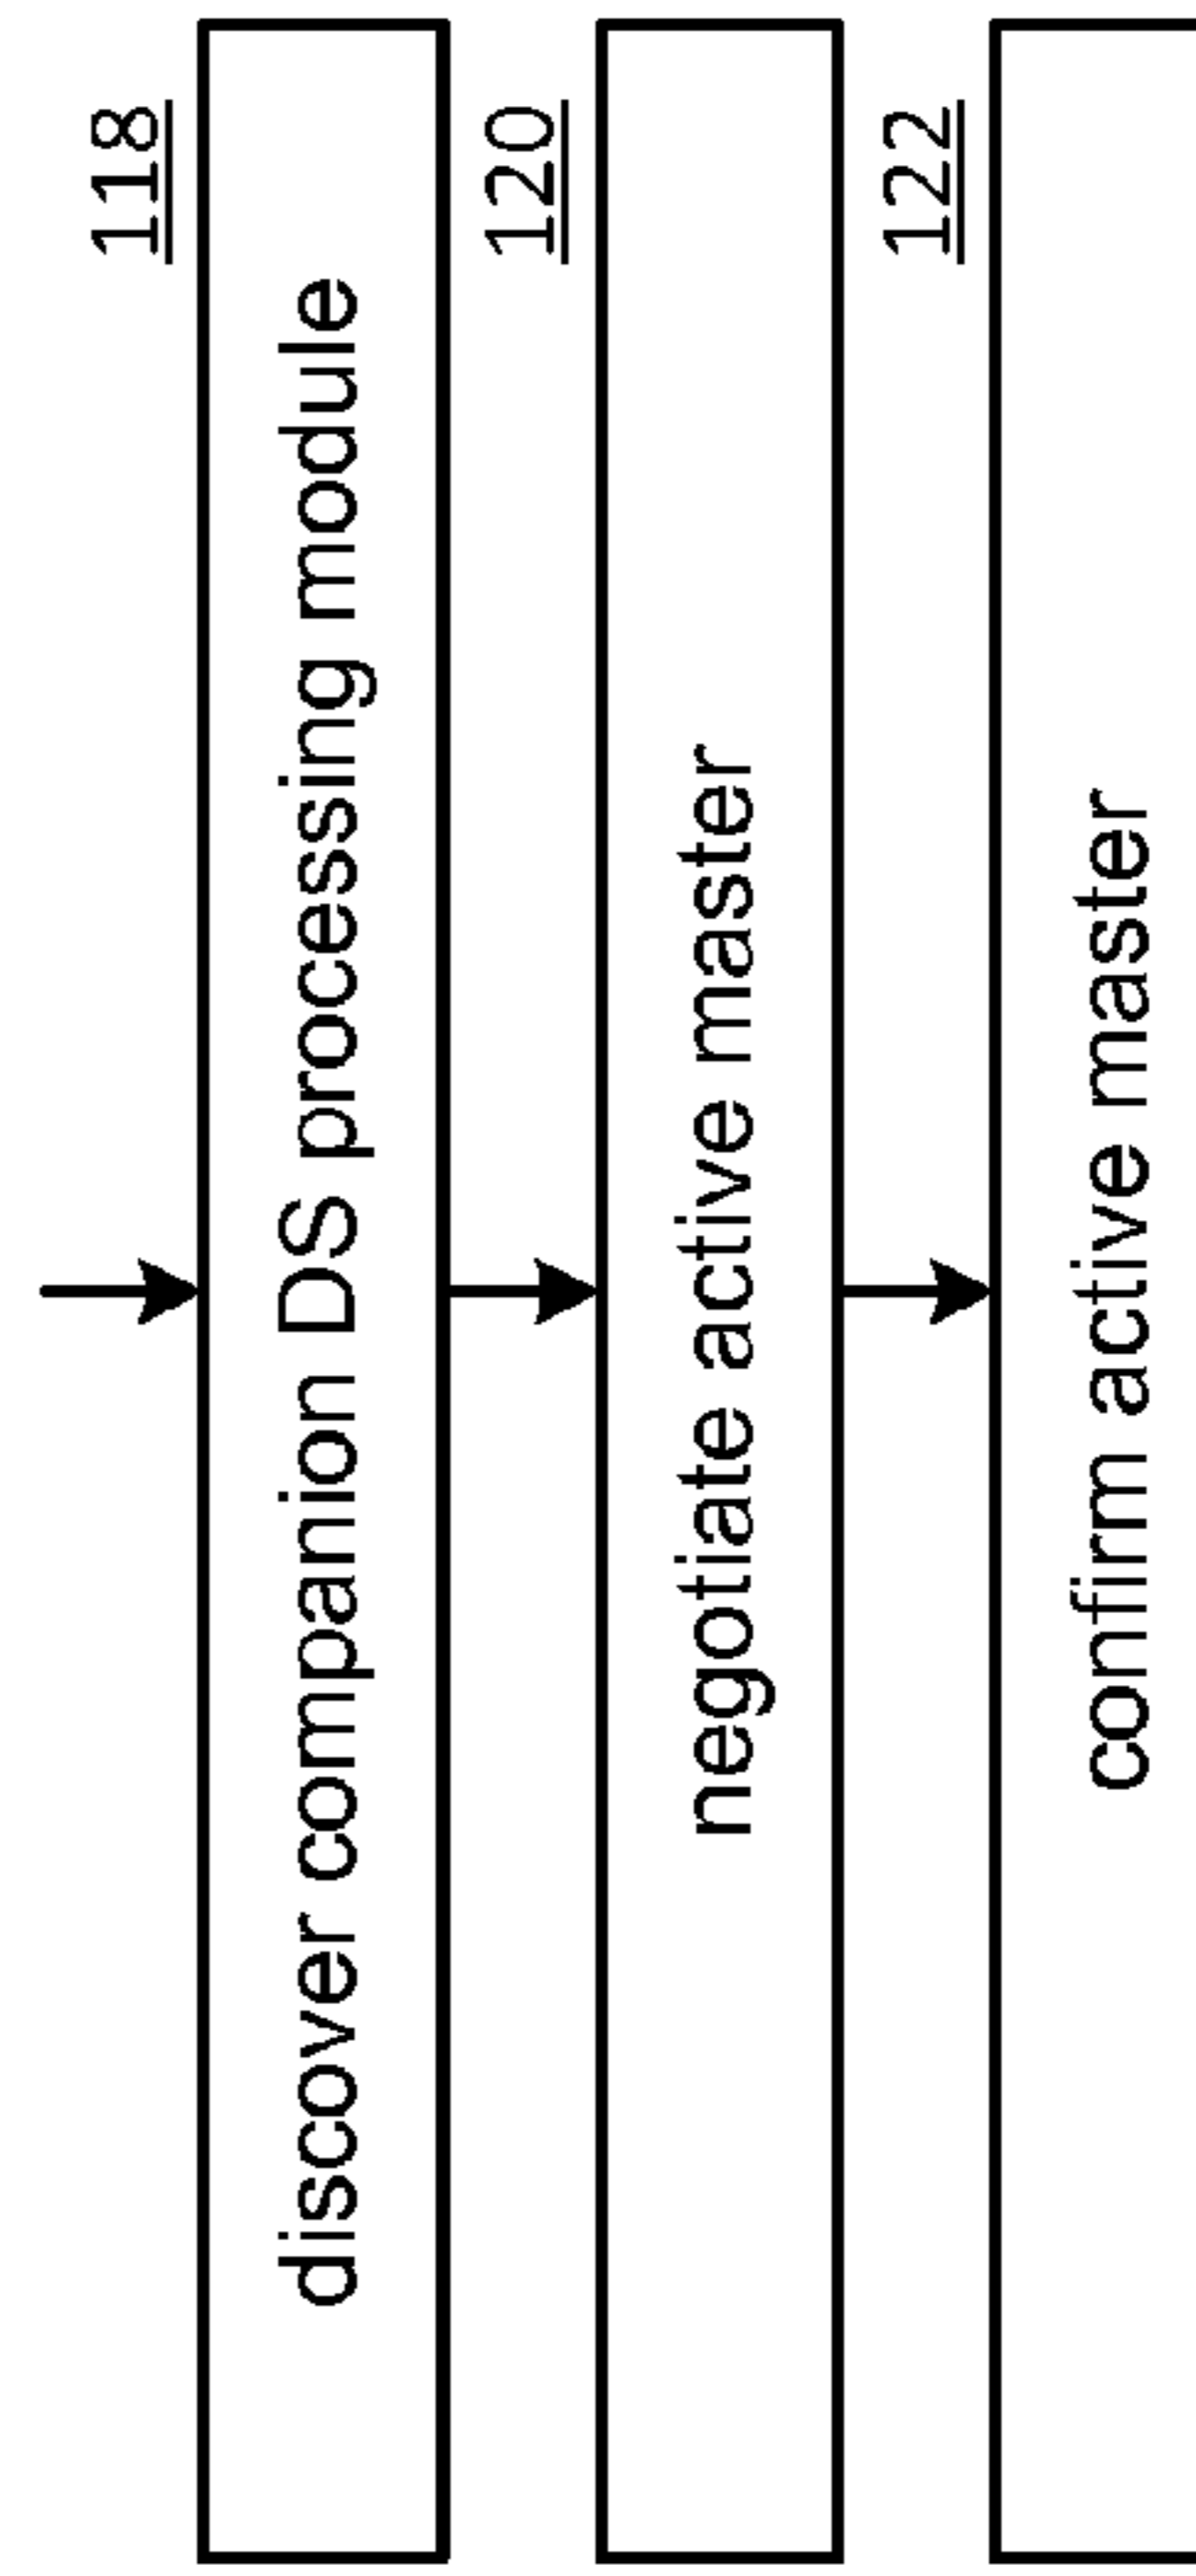 118
discover companion DS processing module
120
negotiate active master
122
confirm active master